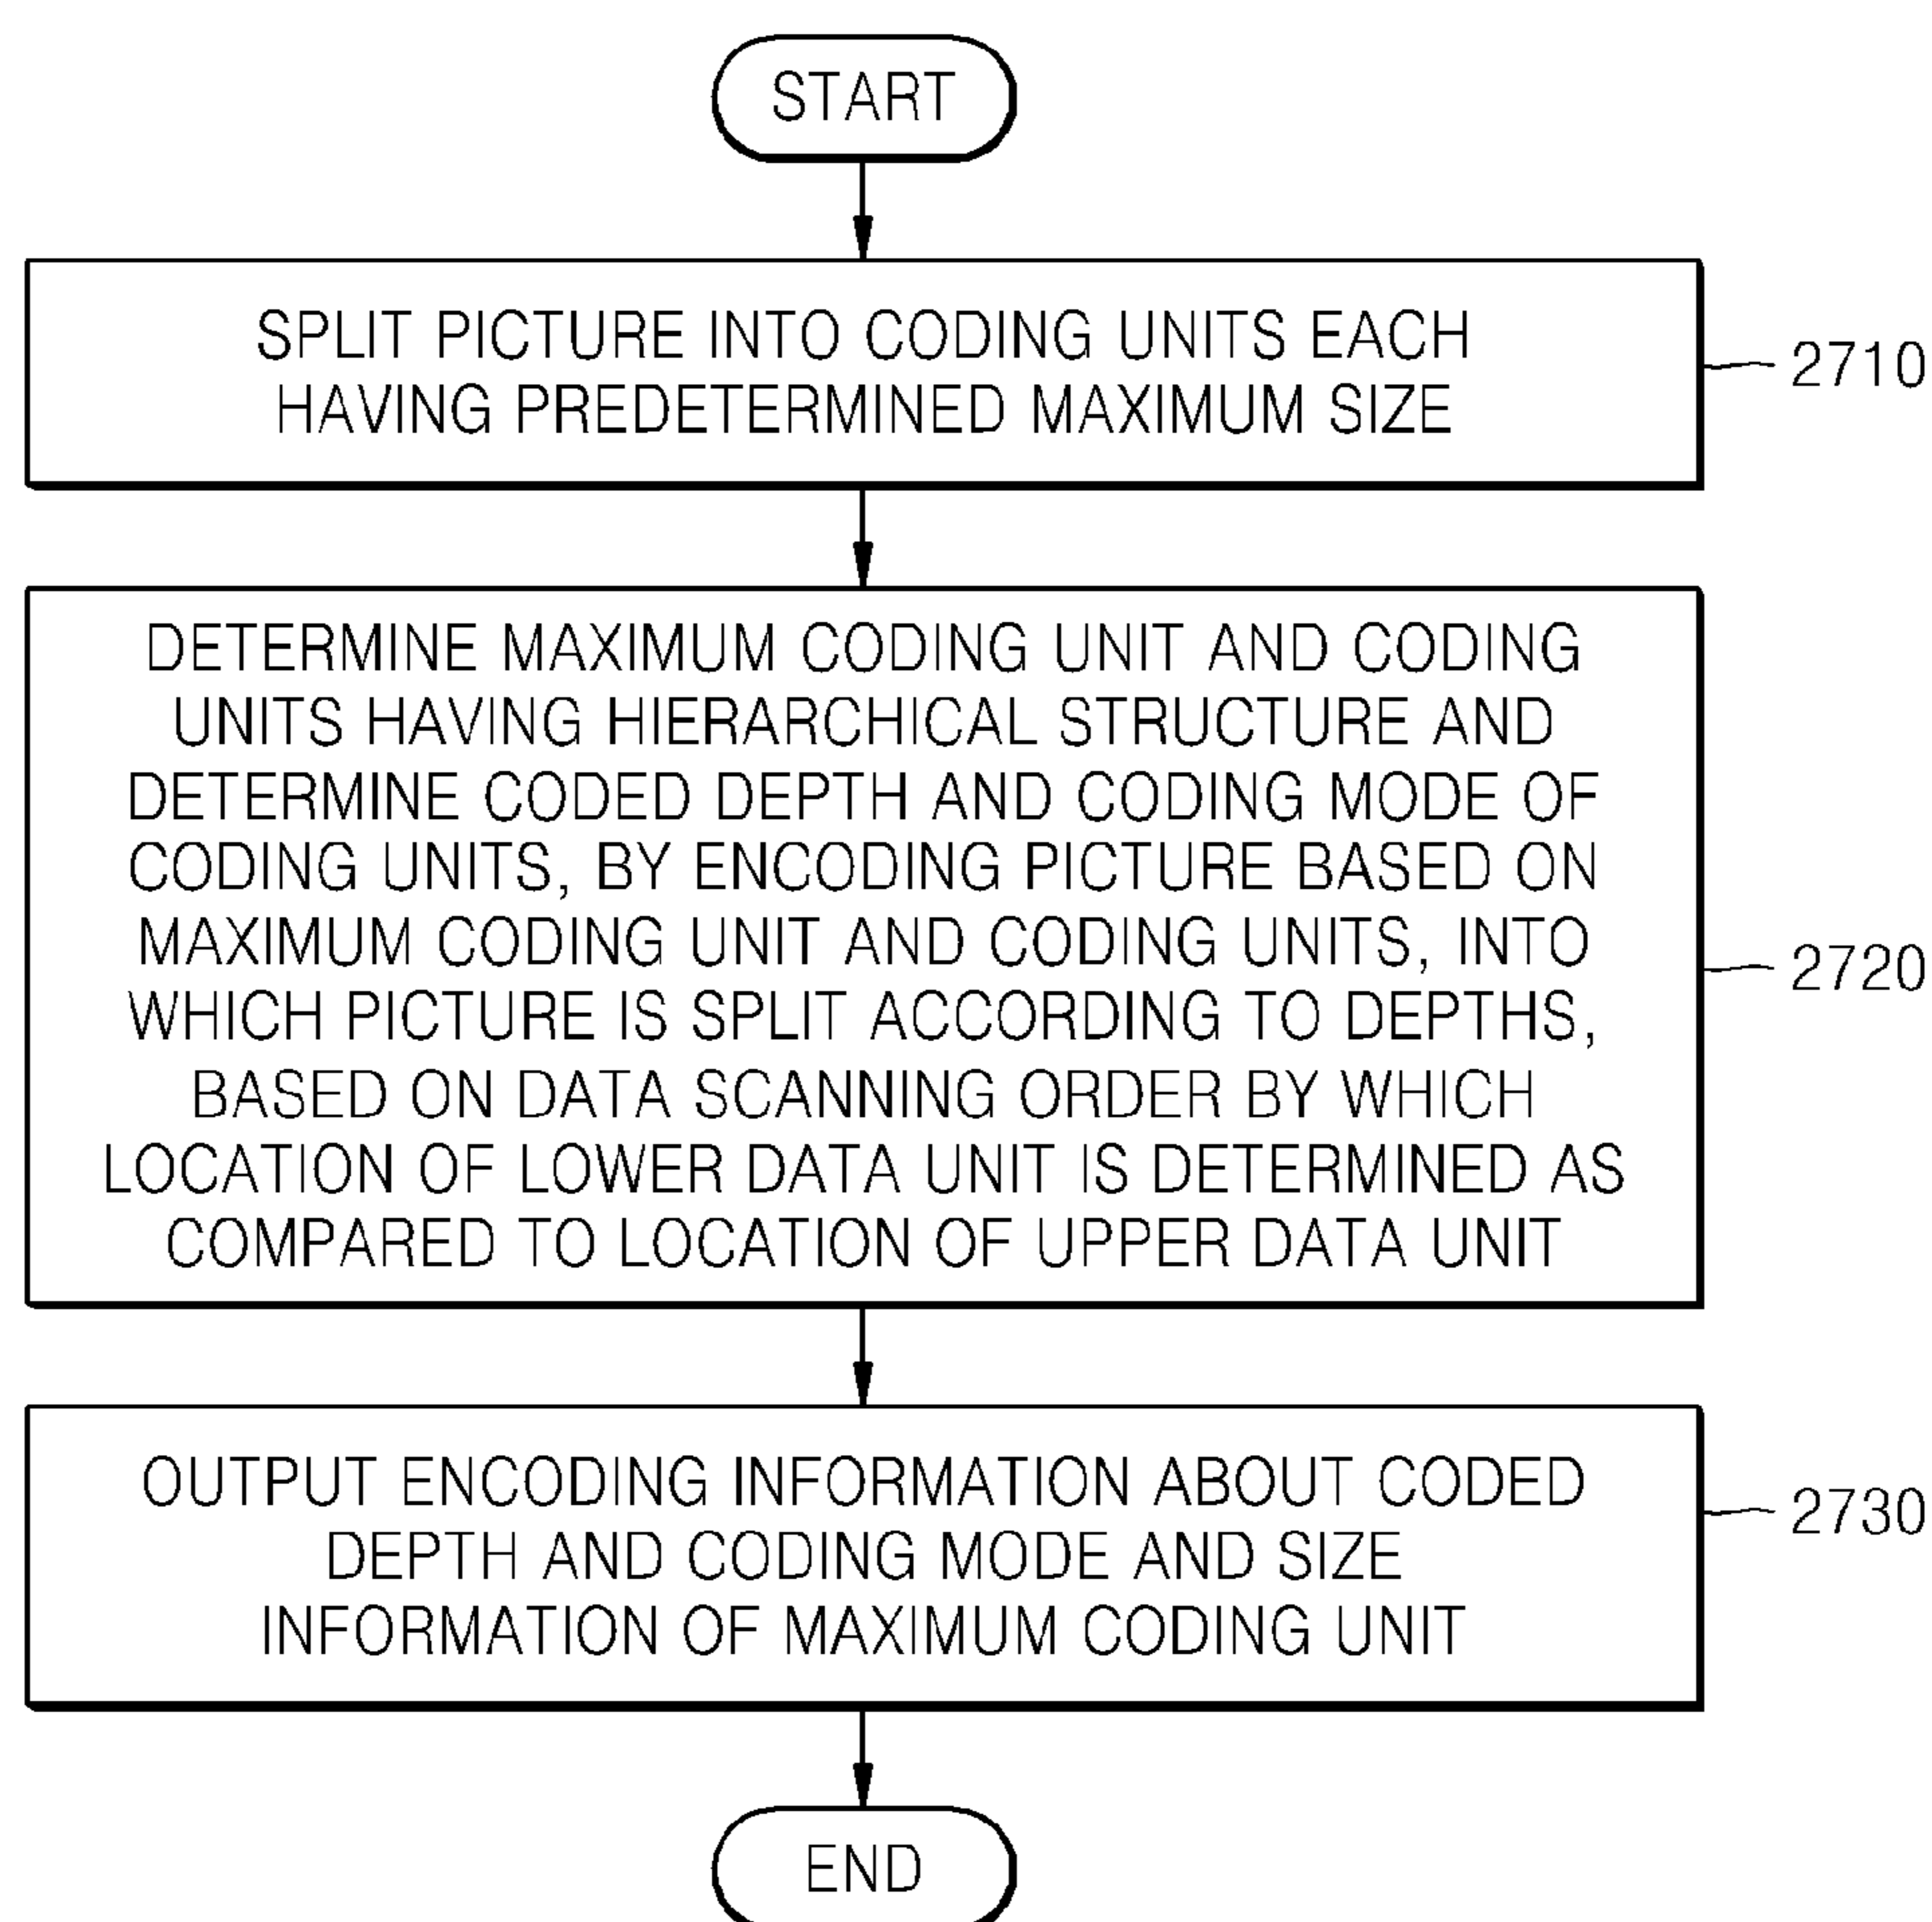 START
SPLIT PICTURE INTO CODING UNITS EACH
HAVING PREDETERMINED MAXIMUM SIZE
2710
DETERMINE MAXIMUM CODING UNIT AND CODING
UNITS HAVING HIERARCHICAL STRUCTURE AND
DETERMINE CODED DEPTH AND CODING MODE OF
CODING UNITS, BY ENCODING PICTURE BASED ON
MAXIMUM CODING UNIT AND CODING UNITS, INTO
WHICH PICTURE IS SPLIT ACCORDING TO DEPTHS,
BASED ON DATA SCANNING ORDER BY WHICH
LOCATION OF LOWER DATA UNIT IS DETERMINED AS
COMPARED TO LOCATION OF UPPER DATA UNIT
2720
OUTPUT ENCODING INFORMATION ABOUT CODED
DEPTH AND CODING MODE AND SIZE
INFORMATION OF MAXIMUM CODING UNIT
2730
END